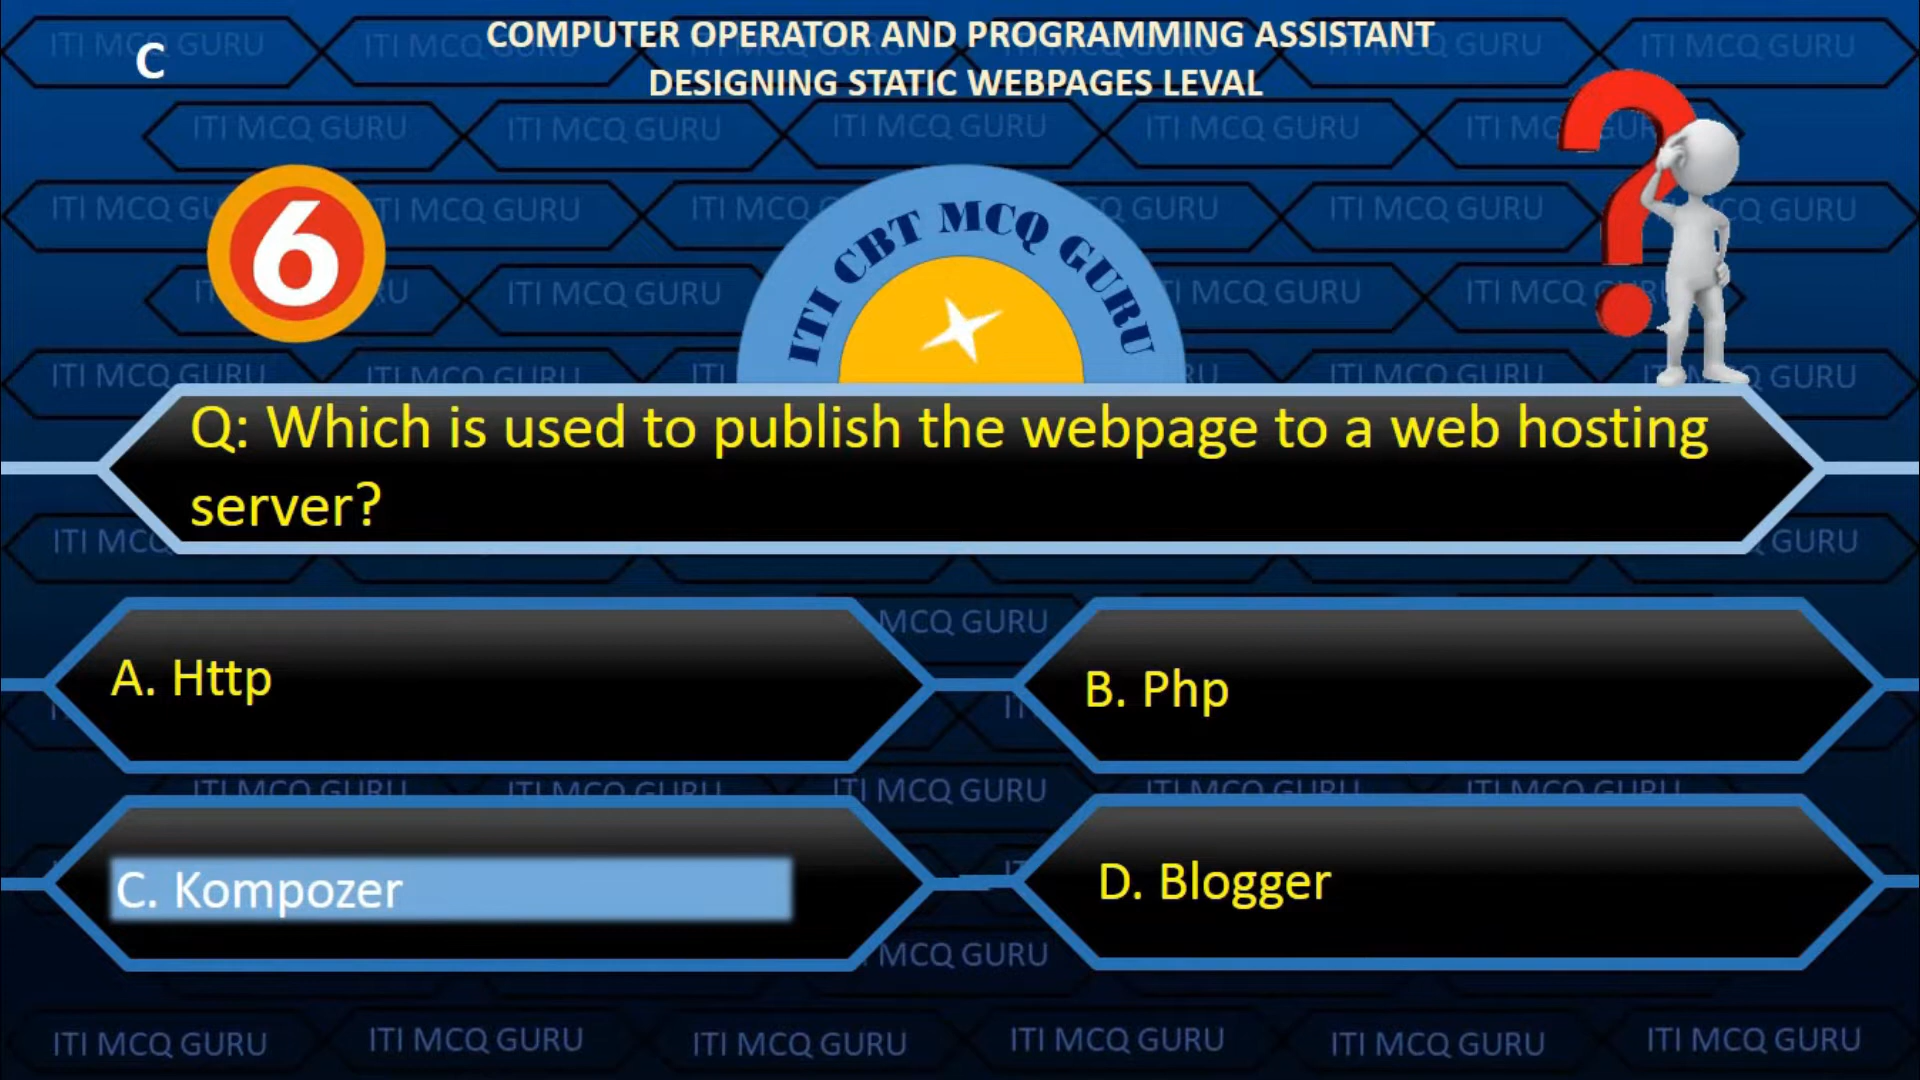 C
COMPUTER OPERATOR AND PROGRAMMING ASSISTANT
DESIGNING STATIC WEBPAGES LEVAL
6
ITI CBT MCQ GURU
Q: Which is used to publish the webpage to a web hosting
server?
A. Http
B. Php
C. Kompozer
D. Blogger
ITI MCQ GURU ITI MCQ GURU ITI MCQ GURU ITI MCQ GURU ITI MCQ GURU ITI MCQ GURU